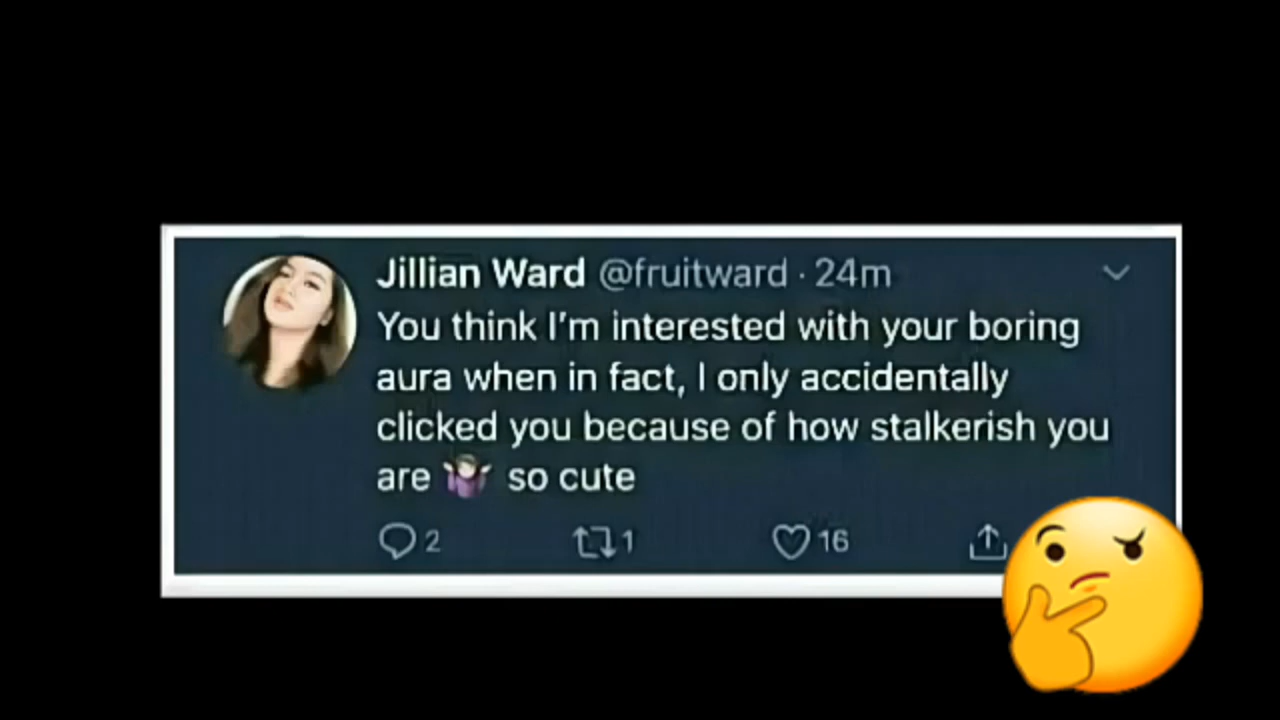 Jillian Ward @fruitward · 24m
You think I'm interested with your boring
aura when in fact, I only accidentally
clicked you because of how stalkerish you
are 🤷🏻‍♀️ so cute
2 1 16